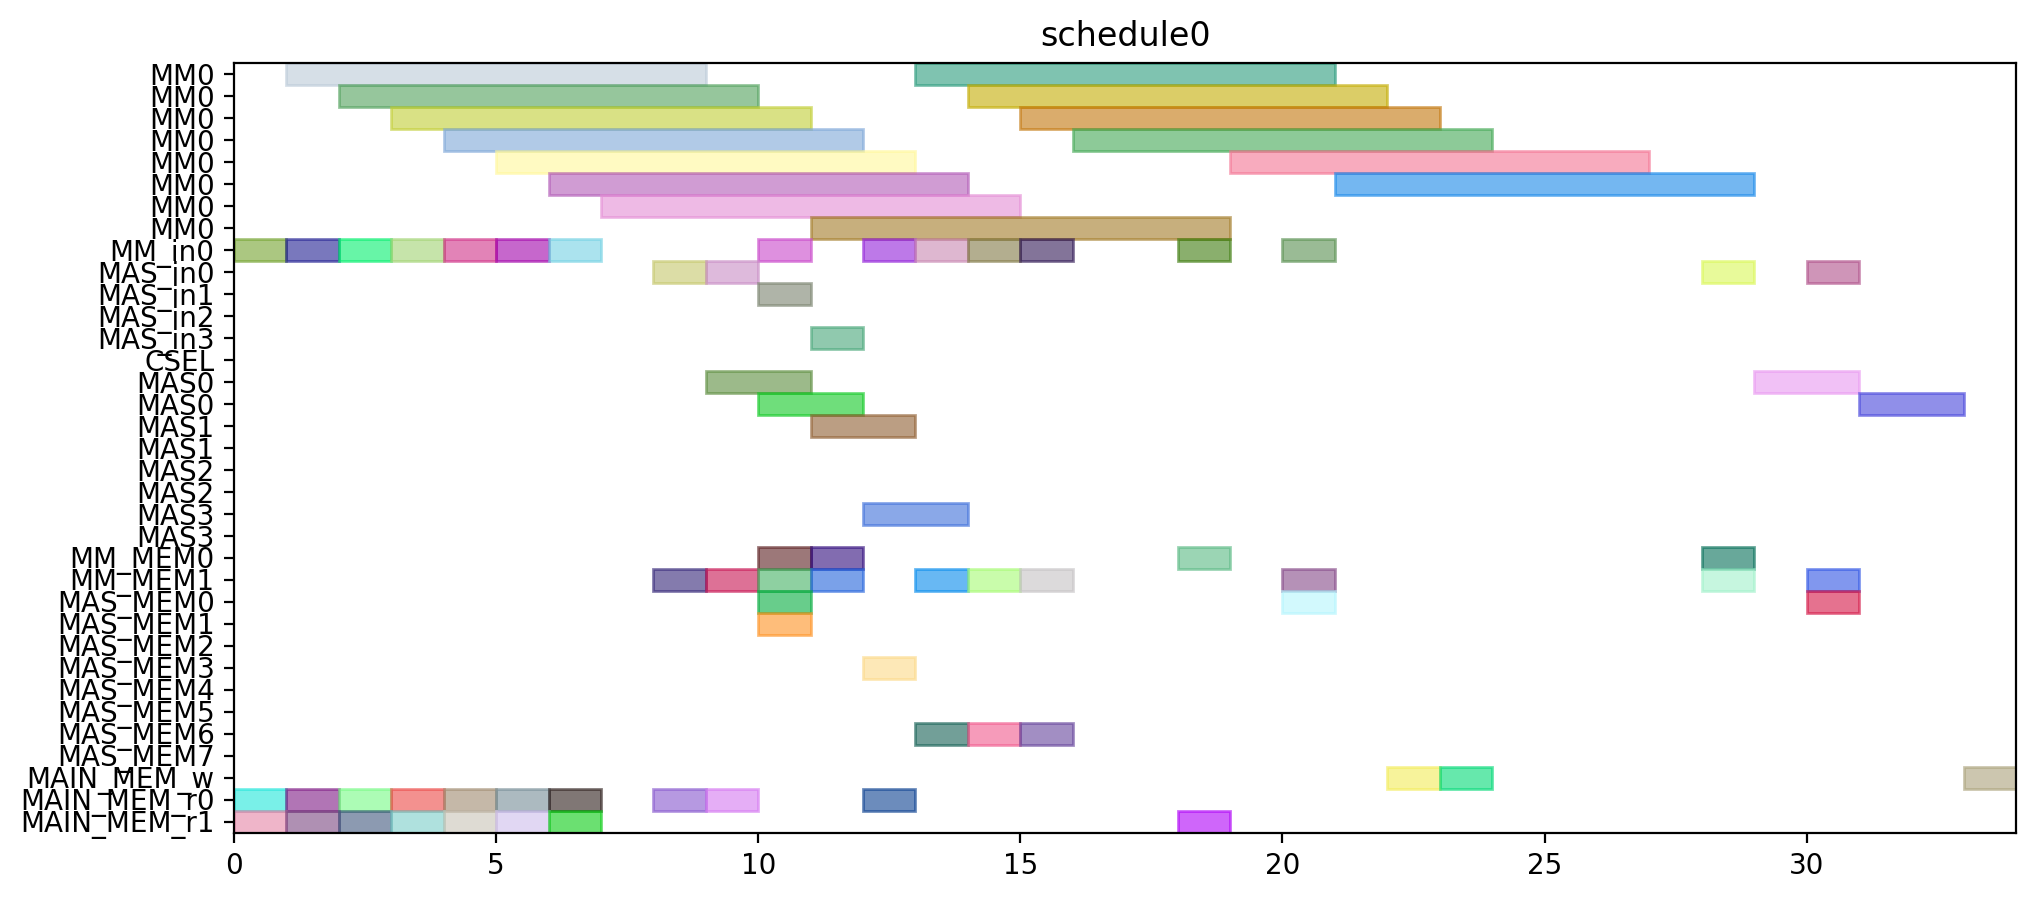 schedule0
MM0
MM0
MM0
MM0
MM0
MM0
MM0
MM0
MM_in0
MAS_in0
MAS_in1
MAS_in2
MAS_in3
CSEL
MAS0
MAS0
MAS1
MAS1
MAS2
MAS2
MAS3
MAS3
MM_MEM0
MM_MEM1
MAS_MEM0
MAS_MEM1
MAS_MEM2
MAS_MEM3
MAS_MEM4
MAS_MEM5
MAS_MEM6
MAS_MEM7
MAIN_MEM_w
MAIN_MEM_r0
MAIN_MEM_r1
0 5 10 15 20 25 30